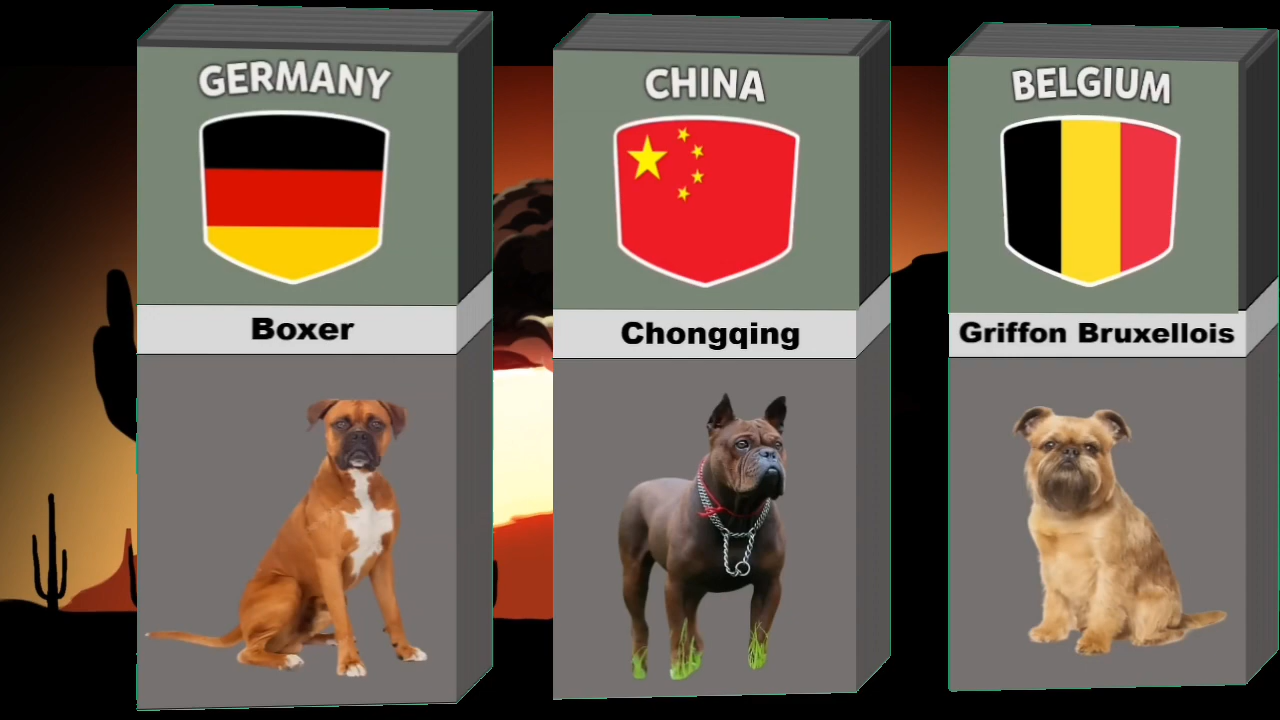 GERMANY
Boxer
CHINA
Chongqing
BELGIUM
Griffon Bruxellois